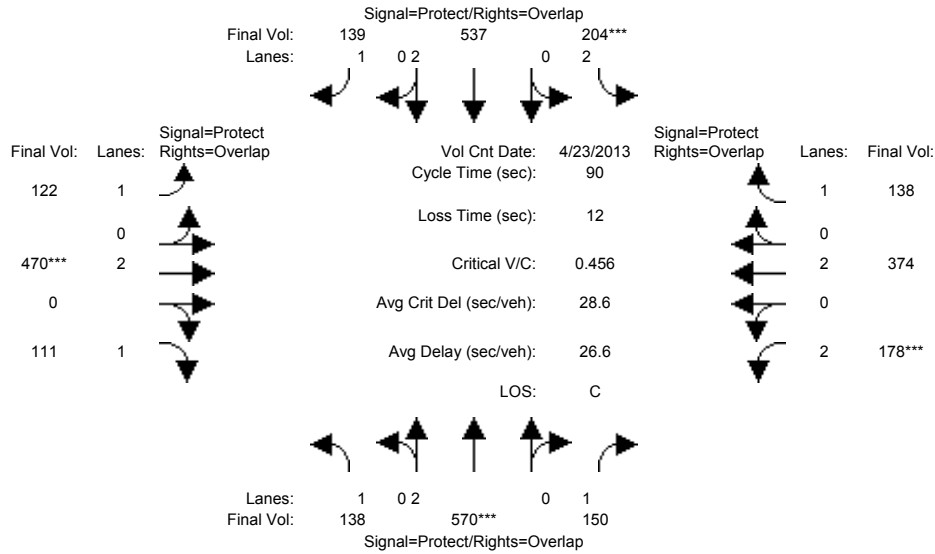 Signal=Protect/Rights=Overlap
Final Vol: 139 537 204***
Lanes: 1 0 2 0 2
Signal=Protect
Final Vol: Lanes: Rights=Overlap
Vol Cnt Date: 4/23/2013
Signal=Protect
Rights=Overlap Lanes: Final Vol:
Cycle Time (sec): 90
122 1
1 138
Loss Time (sec): 12
0
0
470*** 2
Critical V/C: 0.456
2 374
0 0
Avg Crit Del (sec/veh): 28.6
0
111 1
Avg Delay (sec/veh): 26.6
2 178***
LOS: C
Lanes: 1 0 2 0 1
Final Vol: 138 570*** 150
Signal=Protect/Rights=Overlap